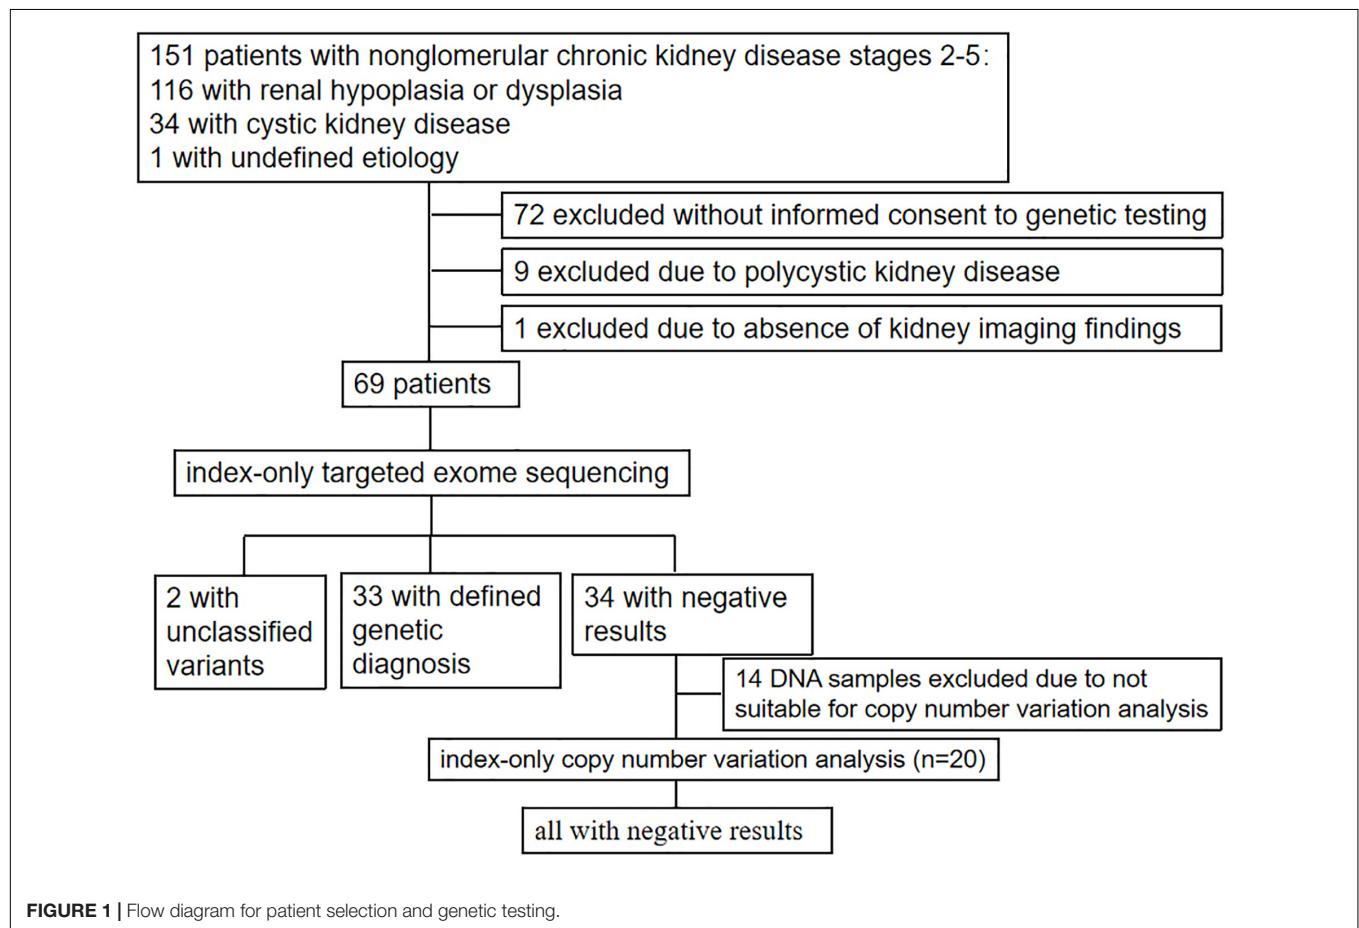 151 patients with nonglomerular chronic kidney disease stages 2-5:
116 with renal hypoplasia or dysplasia
34 with cystic kidney disease
1 with undefined etiology
72 excluded without informed consent to genetic testing
9 excluded due to polycystic kidney disease
1 excluded due to absence of kidney imaging findings
69 patients
index-only targeted exome sequencing
2 with
unclassified
variants
33 with defined
genetic
diagnosis
34 with negative
results
14 DNA samples excluded due to not
suitable for copy number variation analysis
index-only copy number variation analysis (n=20)
all with negative results
FIGURE 1 | Flow diagram for patient selection and genetic testing.